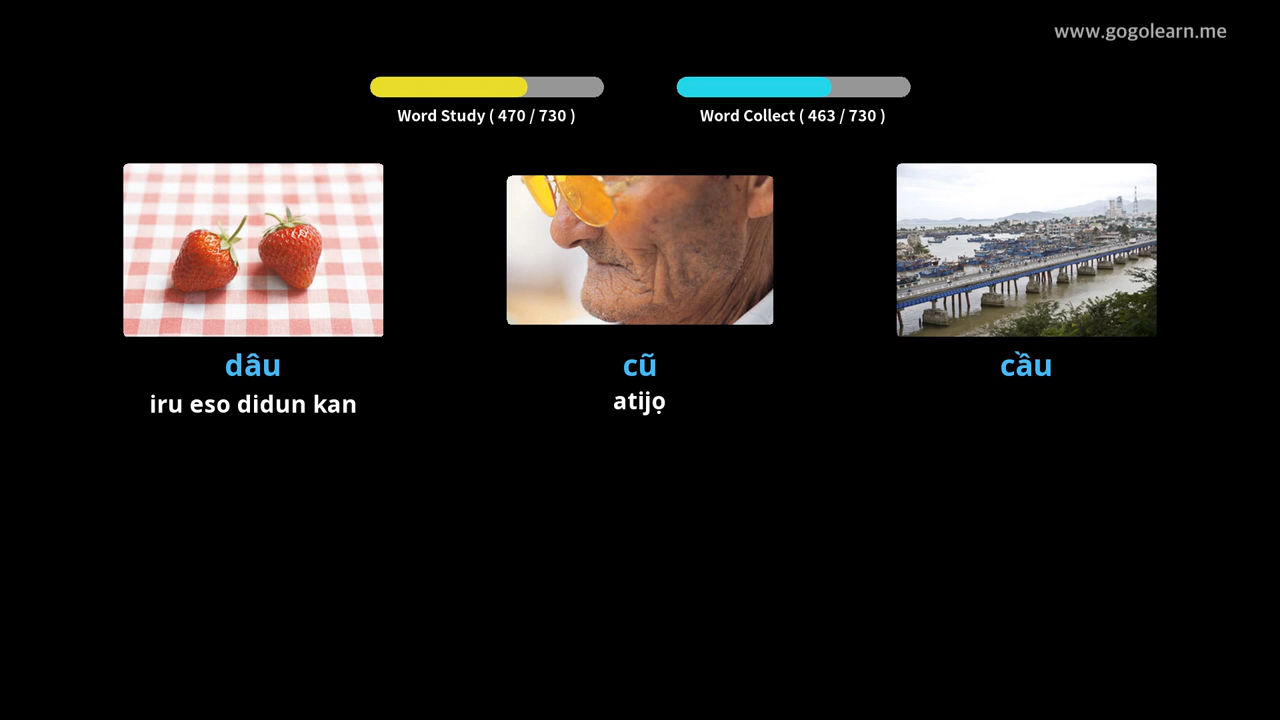 www.gogolearn.me
Word Study ( 470 / 730 )
Word Collect ( 463 / 730 )
dâu
iru eso didun kan
cũ
atijọ
cầu